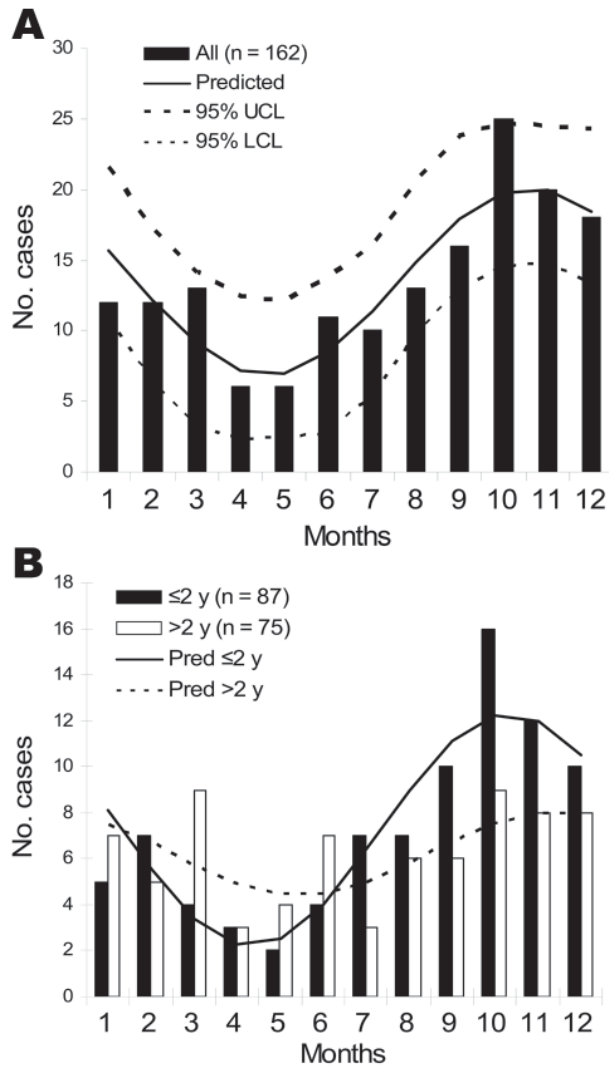 A
30
25
20
15
10
5
0
No. cases
All (n = 162)
Predicted
95% UCL
95% LCL
1 2 3 4 5 6 7 8 9 10 11 12
Months
B
18
16
14
12
10
8
6
4
2
0
No. cases
≤2 y (n = 87)
>2 y (n = 75)
Pred ≤2 y
Pred >2 y
1 2 3 4 5 6 7 8 9 10 11 12
Months